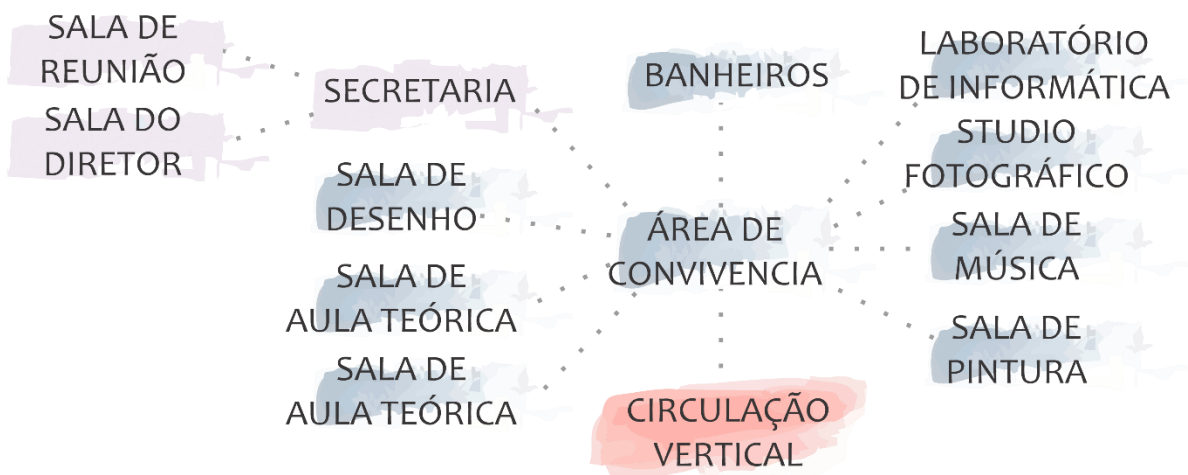 SALA DE
REUNIÃO
SALA DO
DIRETOR
SECRETARIA
SALA DE
DESENHO
SALA DE
AULA TEÓRICA
SALA DE
AULA TEÓRICA
BANHEIROS
ÁREA DE
CONVIVENCIA
CIRCULAÇÃO
VERTICAL
LABORATÓRIO
DE INFORMÁTICA
STUDIO
FOTOGRÁFICO
SALA DE
MÚSICA
SALA DE
PINTURA